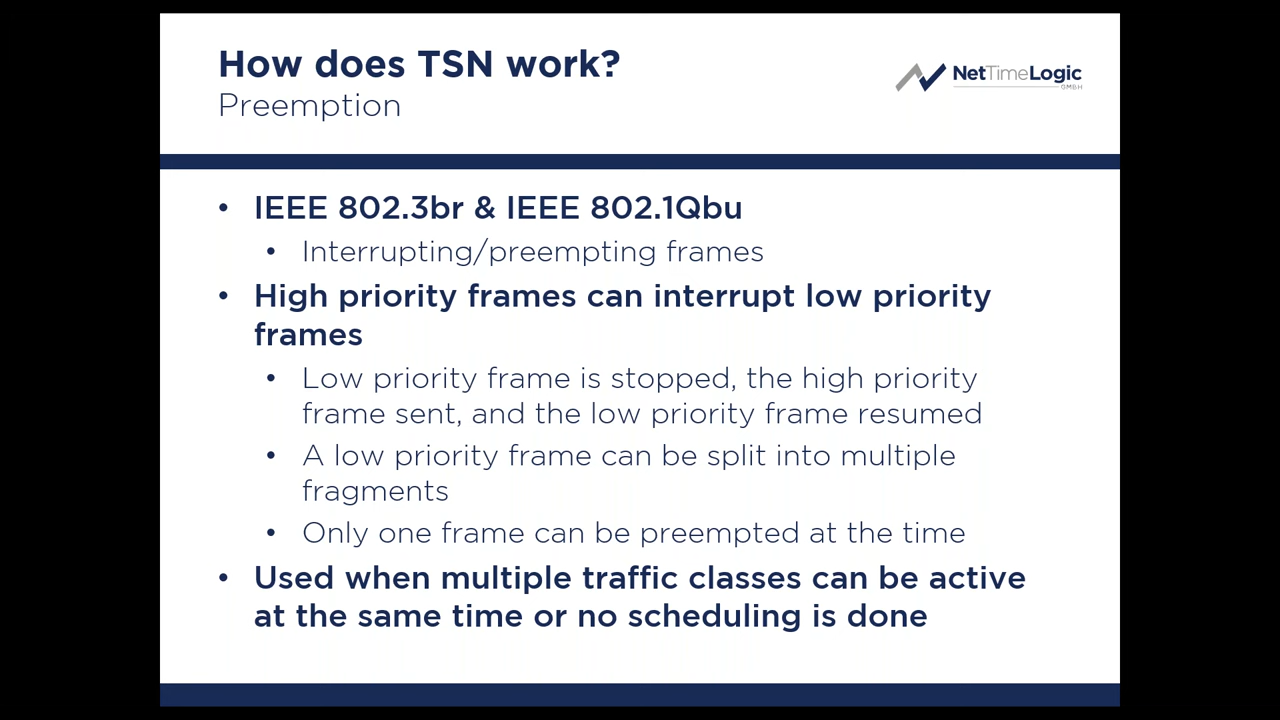 How does TSN work?
Preemption
NetTimeLogic
GMBH
• IEEE 802.3br & IEEE 802.1Qbu
• Interrupting/preempting frames
• High priority frames can interrupt low priority
frames
• Low priority frame is stopped, the high priority
frame sent, and the low priority frame resumed
• A low priority frame can be split into multiple
fragments
• Only one frame can be preempted at the time
• Used when multiple traffic classes can be active
at the same time or no scheduling is done